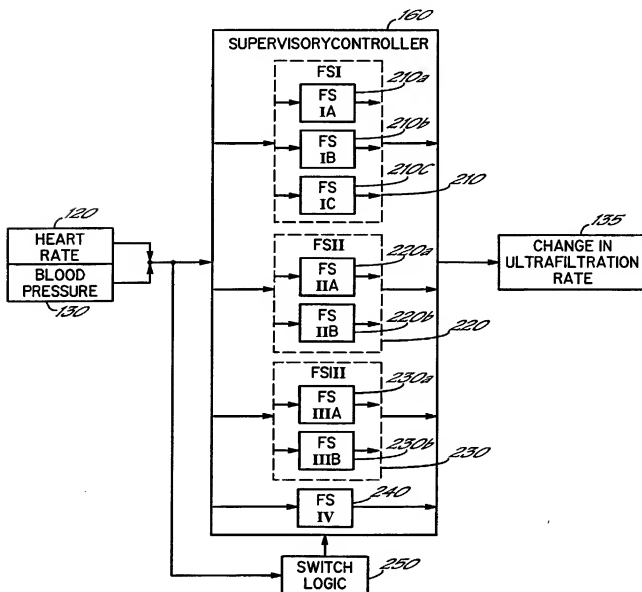 160
SUPERVISORYCONTROLLER
FSI
210a
FS
IA
210b
FS
IB
210C
FS
IC
210
120
HEART
RATE
BLOOD
PRESSURE
130
135
CHANGE IN
ULTRAFILTRATION
RATE
FSII
220a
FS
IIA
220b
FS
IIB
220
FSIII
230a
FS
IIIA
230b
FS
IIIB
230
240
FS
IV
250
SWITCH
LOGIC